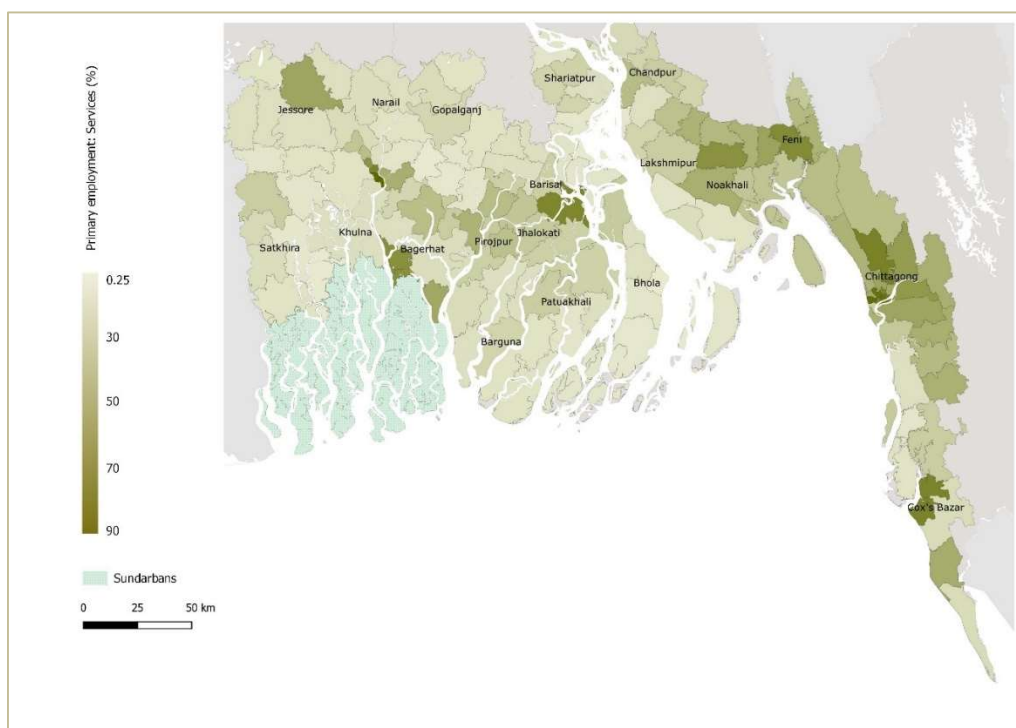 Primary employment: Services (%)
0.25
30
50
70
90
Sundarbans
0 25 50 km
Shariatpur
Chandpur
Jessore
Narail
Gopalganj
Feni
Lakshmipur
Noakhali
Barisal
Satkhira
Khulna
Bagerhat
Pirojpur
Jhalokati
Chittagong
Bhola
Patuakhali
Barguna
Cox's Bazar